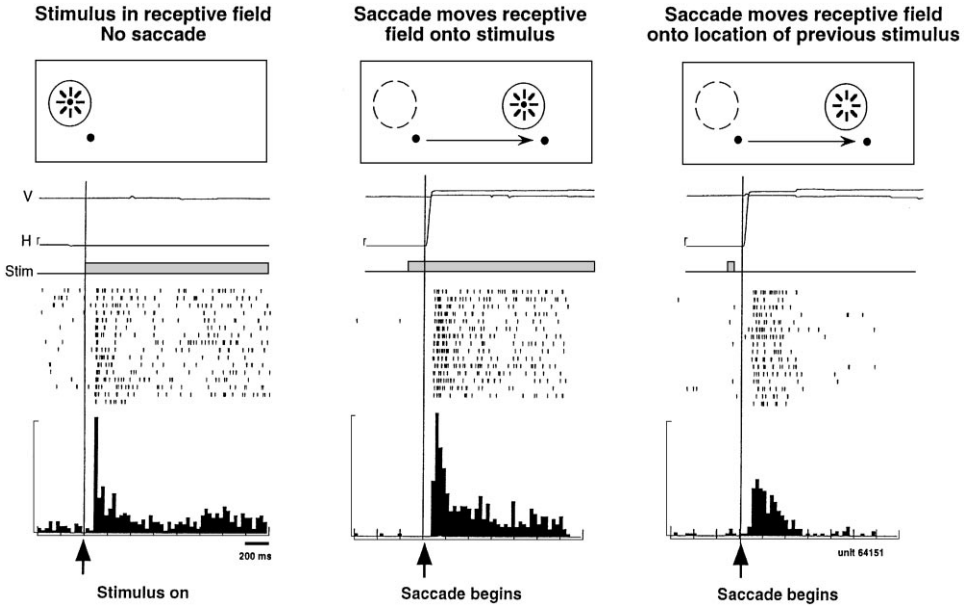 Stimulus in receptive field
No saccade
Saccade moves receptive
field onto stimulus
Saccade moves receptive field
onto location of previous stimulus
V
H
Stim
200 ms
Stimulus on
Saccade begins
unit 64151
Saccade begins